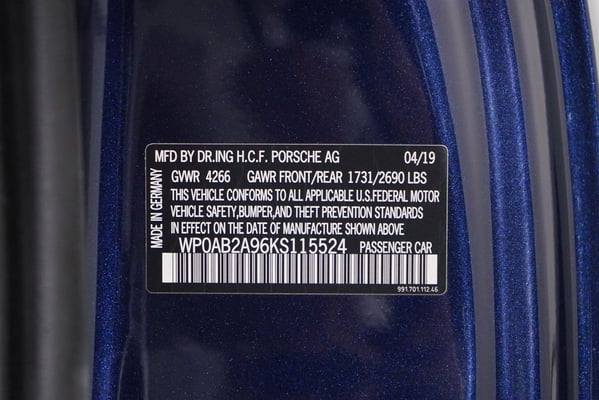 MFD BY DR.ING H.C.F. PORSCHE AG 04/19
MADE IN GERMANY
GVWR 4266 GAWR FRONT/REAR 1731/2690 LBS
THIS VEHICLE CONFORMS TO ALL APPLICABLE U.S.FEDERAL MOTOR
VEHICLE SAFETY,BUMPER,AND THEFT PREVENTION STANDARDS
IN EFFECT ON THE DATE OF MANUFACTURE SHOWN ABOVE
WP0AB2A96KS115524 PASSENGER CAR
991.701.112.46